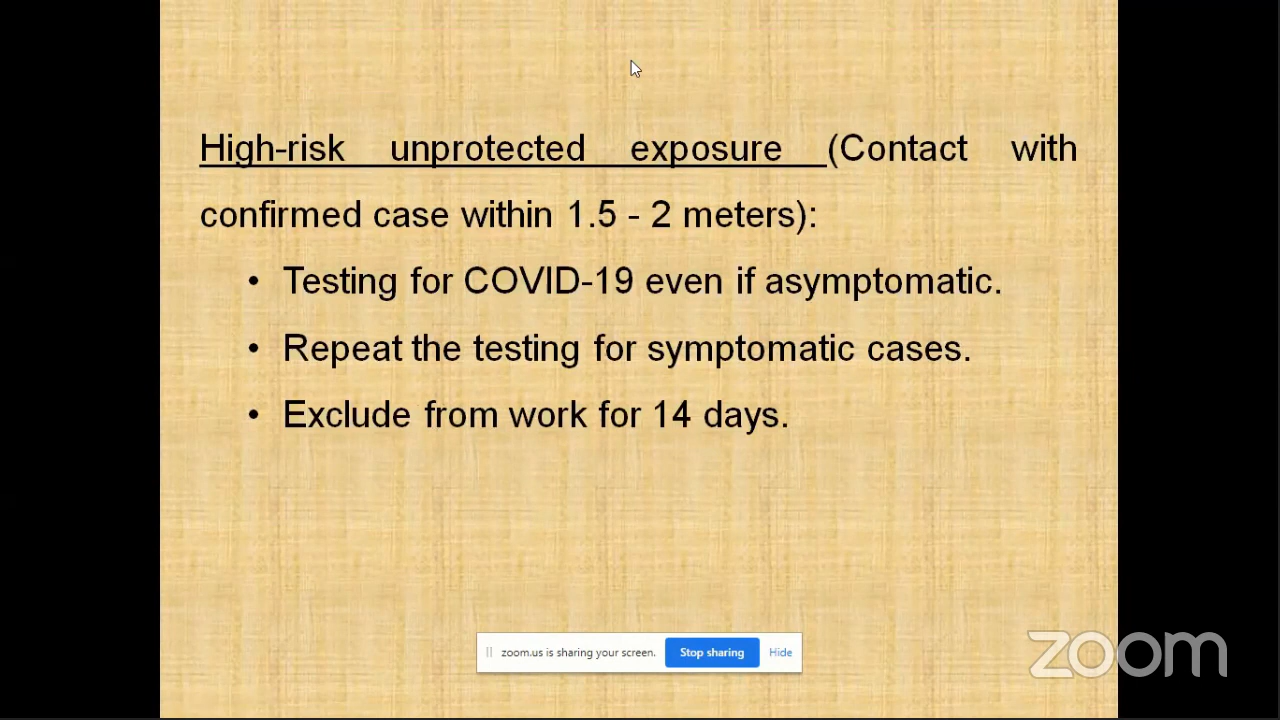 High-risk unprotected exposure (Contact with
confirmed case within 1.5 - 2 meters):
• Testing for COVID-19 even if asymptomatic.
• Repeat the testing for symptomatic cases.
• Exclude from work for 14 days.
zoom.us is sharing your screen. Stop sharing Hide
zoom